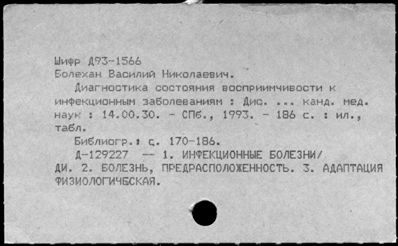 Шифр Д93-1566
Болехан Василий Николаевич.
Диагностика состояния восприимчивости к
инфекционным заболеваниям : Дис. ... канд. мед.
наук : 14.00.30. - СПб., 1993. - 186 с. : ил.,
табл.
Библиогр.: с. 170-186.
Д-129227 -- 1. ИНФЕКЦИОННЫЕ БОЛЕЗНИ/
ДИ. 2. БОЛЕЗНЬ, ПРЕДРАСПОЛОЖЕННОСТЬ. 3. АДАПТАЦИЯ
ФИЗИОЛОГИЧБСКАЯ.